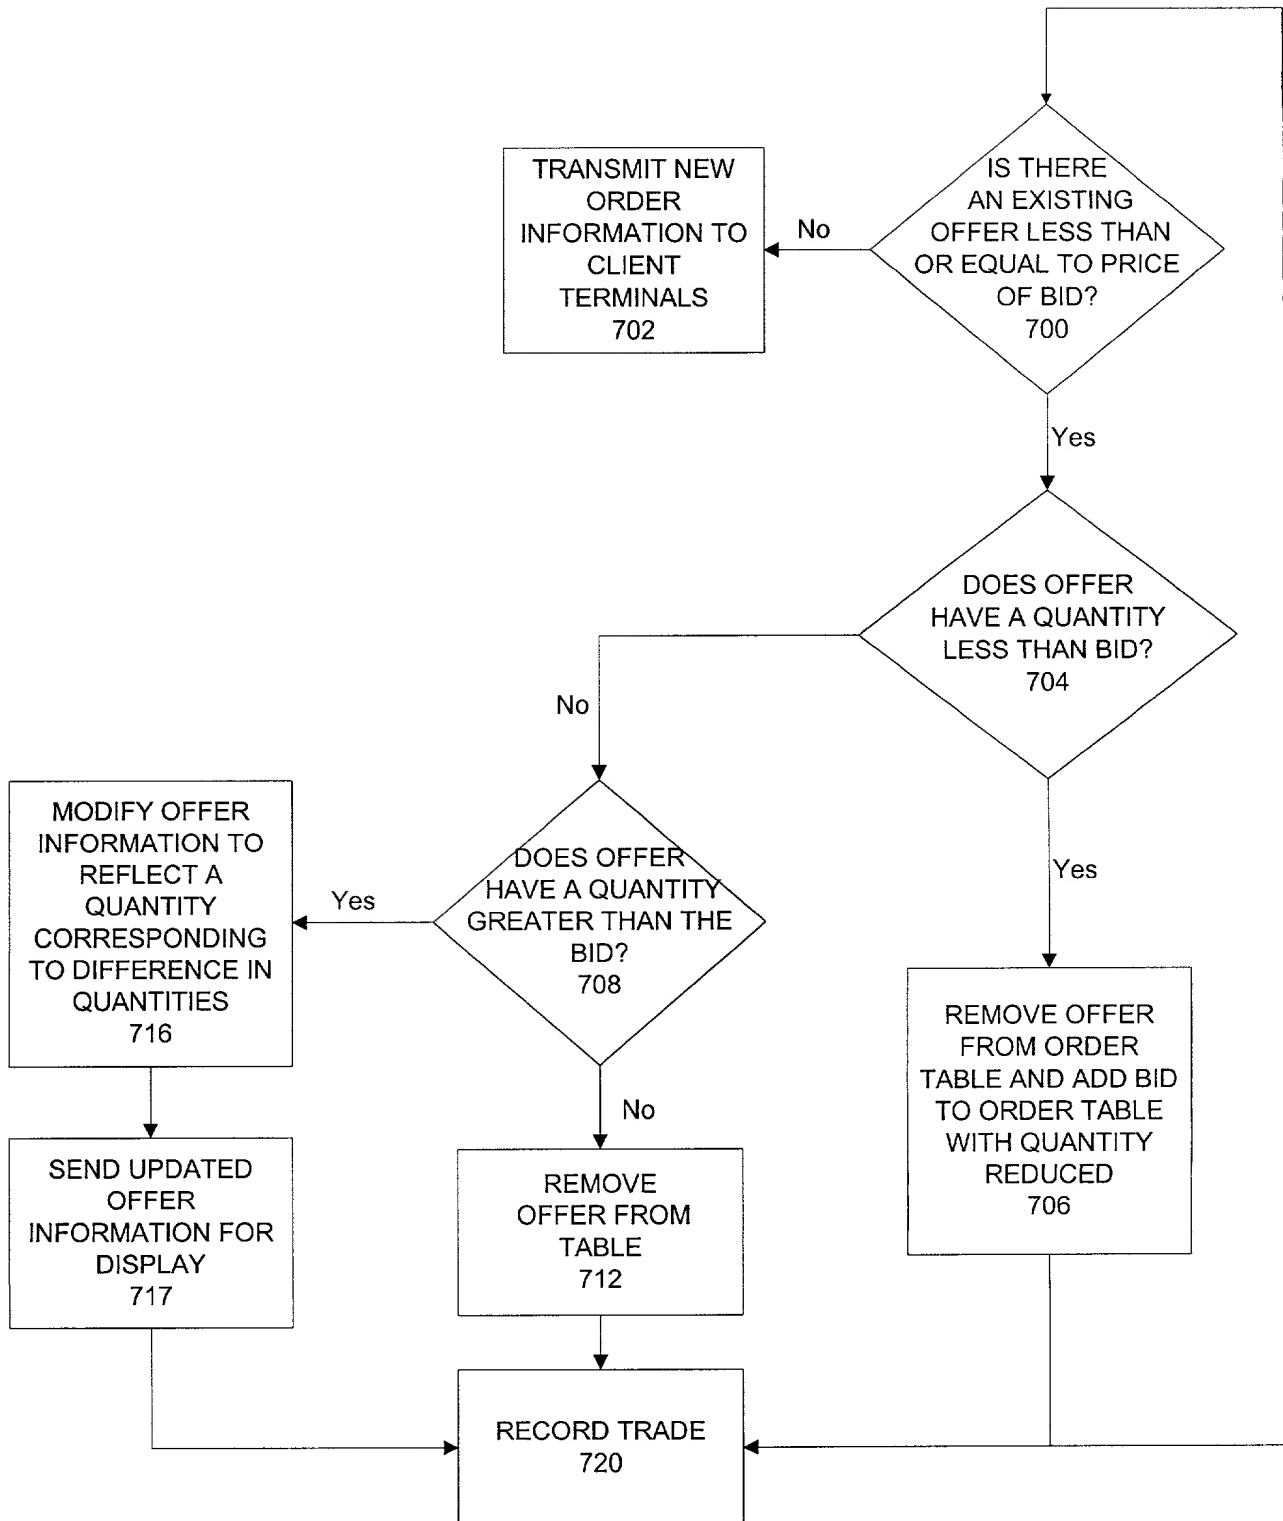 IS THERE
AN EXISTING
OFFER LESS THAN
OR EQUAL TO PRICE
OF BID?
700
No
TRANSMIT NEW
ORDER
INFORMATION TO
CLIENT
TERMINALS
702
Yes
DOES OFFER
HAVE A QUANTITY
LESS THAN BID?
704
No
Yes
DOES OFFER
HAVE A QUANTITY
GREATER THAN THE
BID?
708
Yes
MODIFY OFFER
INFORMATION TO
REFLECT A
QUANTITY
CORRESPONDING
TO DIFFERENCE IN
QUANTITIES
716
REMOVE OFFER
FROM ORDER
TABLE AND ADD BID
TO ORDER TABLE
WITH QUANTITY
REDUCED
706
No
SEND UPDATED
OFFER
INFORMATION FOR
DISPLAY
717
REMOVE
OFFER FROM
TABLE
712
RECORD TRADE
720